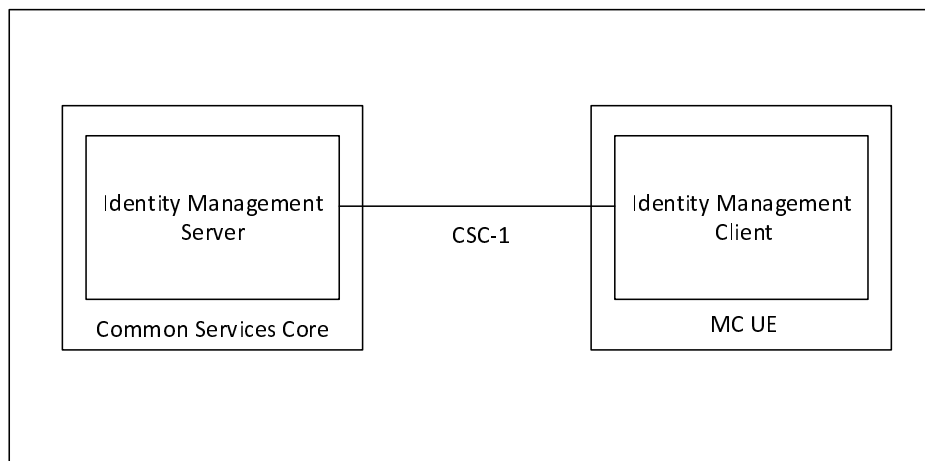 Identity Management
Server
Common Services Core
CSC-1
Identity Management
Client
MC UE